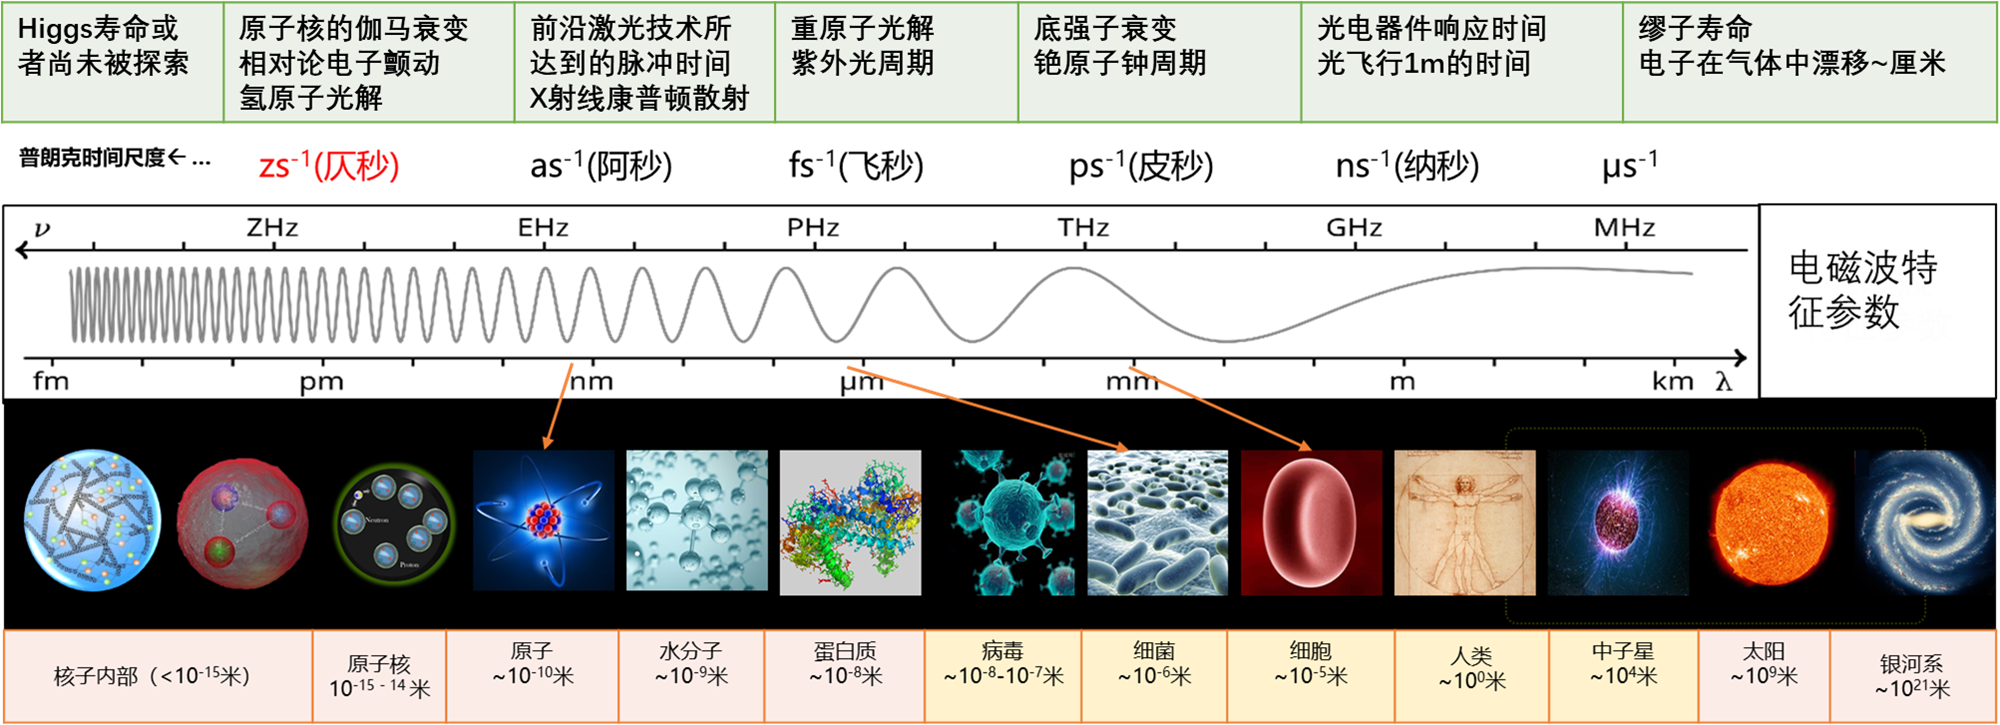 Higgs寿命或
者尚未被探索
原子核的伽马衰变
相对论电子颤动
氢原子光解
前沿激光技术所
达到的脉冲时间
X射线康普顿散射
重原子光解
紫外光周期
底强子衰变
铯原子钟周期
光电器件响应时间
光飞行1m的时间
缪子寿命
电子在气体中漂移~厘米
普朗克时间尺度← ...
zs⁻¹(仄秒)
as⁻¹(阿秒)
fs⁻¹(飞秒)
ps⁻¹(皮秒)
ns⁻¹(纳秒)
μs⁻¹
ν ZHz EHz PHz THz GHz MHz
电磁波特
征参数
fm pm nm μm mm m km λ
Neutron
Proton
核子内部（<10⁻¹⁵米）
原子核
10⁻¹⁵ - ¹⁴ 米
原子
~10⁻¹⁰米
水分子
~10⁻⁹米
蛋白质
~10⁻⁸米
病毒
~10⁻⁸-10⁻⁷米
细菌
~10⁻⁶米
细胞
~10⁻⁵米
人类
~10⁰米
中子星
~10⁴米
太阳
~10⁹米
银河系
~10²¹米